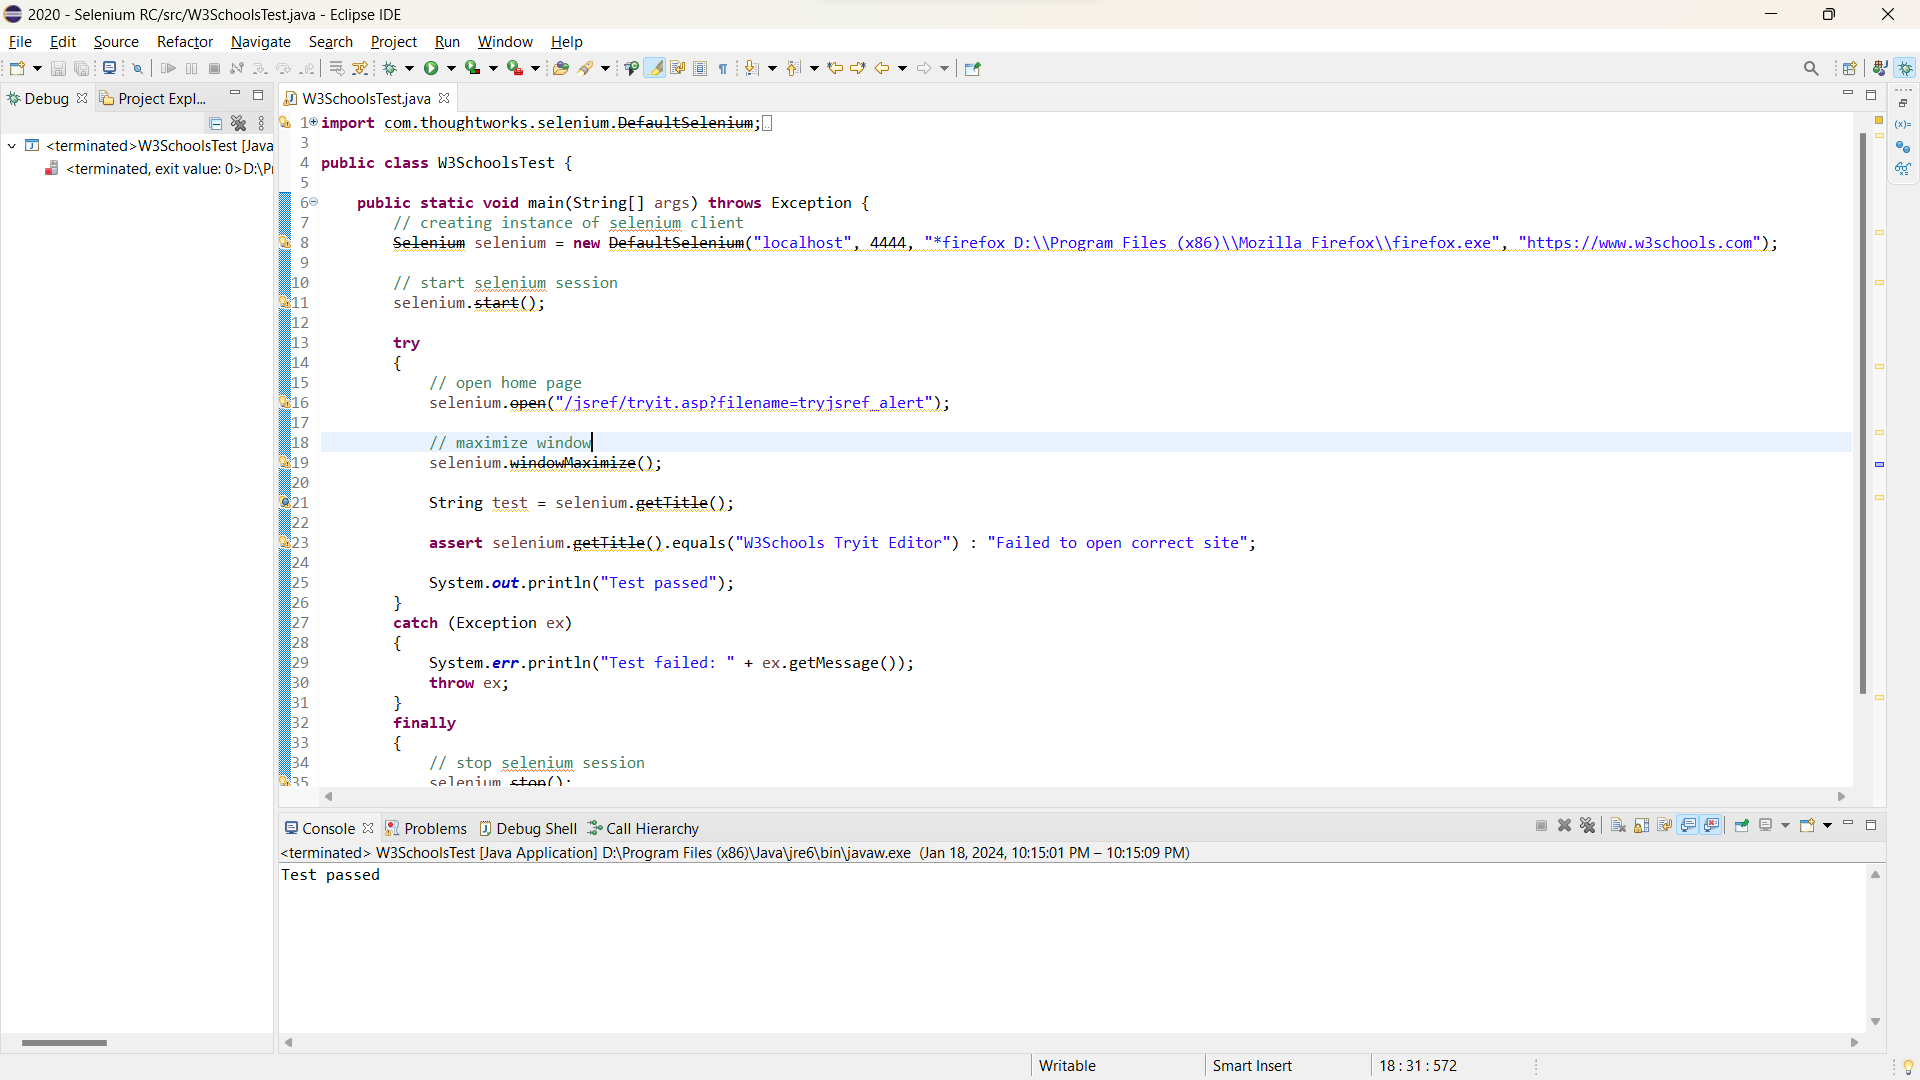 2020 - Selenium RC/src/W3SchoolsTest.java - Eclipse IDE
File Edit Source Refactor Navigate Search Project Run Window Help
Debug Project Expl... W3SchoolsTest.java
<terminated>W3SchoolsTest [Java
<terminated, exit value: 0>D:\P
1 import com.thoughtworks.selenium.DefaultSelenium;
3
4 public class W3SchoolsTest {
5
6 public static void main(String[] args) throws Exception {
7 // creating instance of selenium client
8 Selenium selenium = new DefaultSelenium("localhost", 4444, "*firefox D:\\Program Files (x86)\\Mozilla Firefox\\firefox.exe", "https://www.w3schools.com");
9
10 // start selenium session
11 selenium.start();
12
13 try
14 {
15 // open home page
16 selenium.open("/jsref/tryit.asp?filename=tryjsref_alert");
17
18 // maximize window
19 selenium.windowMaximize();
20
21 String test = selenium.getTitle();
22
23 assert selenium.getTitle().equals("W3Schools Tryit Editor") : "Failed to open correct site";
24
25 System.out.println("Test passed");
26 }
27 catch (Exception ex)
28 {
29 System.err.println("Test failed: " + ex.getMessage());
30 throw ex;
31 }
32 finally
33 {
34 // stop selenium session
35 selenium.stop();
Console Problems Debug Shell Call Hierarchy
<terminated> W3SchoolsTest [Java Application] D:\Program Files (x86)\Java\jre6\bin\javaw.exe (Jan 18, 2024, 10:15:01 PM – 10:15:09 PM)
Test passed
Writable Smart Insert 18 : 31 : 572